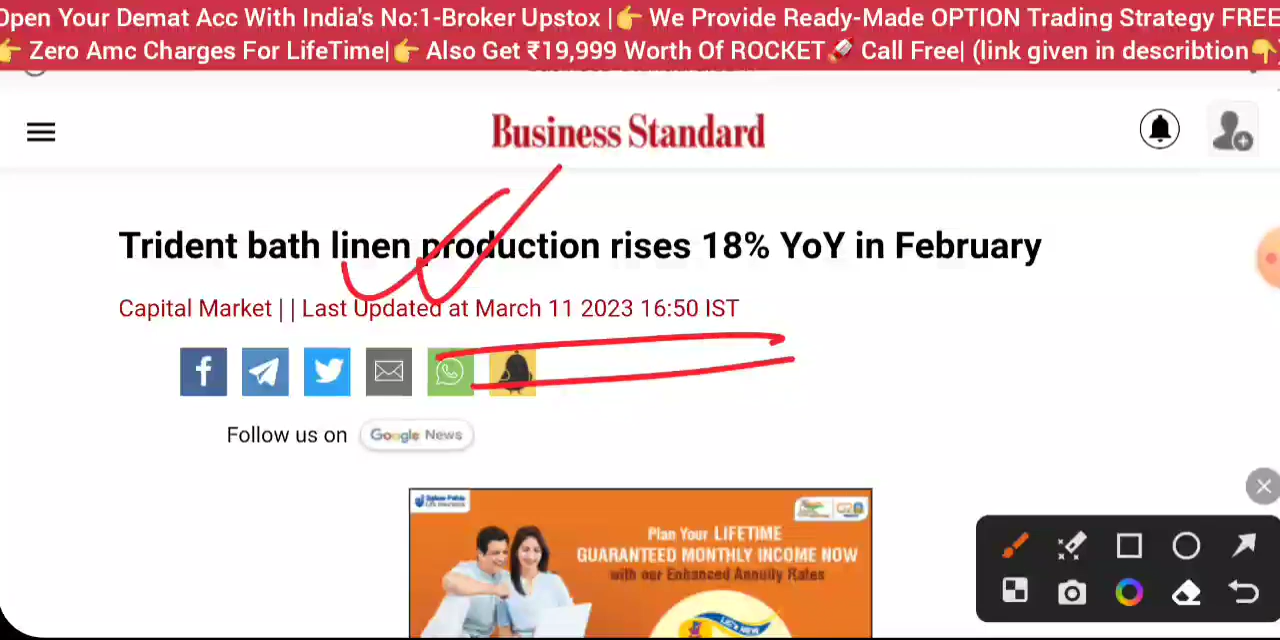 Open Your Demat Acc With India's No:1-Broker Upstox |👉 We Provide Ready-Made OPTION Trading Strategy FREE
👉 Zero Amc Charges For LifeTime|👉 Also Get ₹19,999 Worth Of ROCKET🚀 Call Free| (link given in describtion👇)
Business Standard
Trident bath linen production rises 18% YoY in February
Capital Market | | Last Updated at March 11 2023 16:50 IST
Follow us on Google News
Plan Your LIFETIME
GUARANTEED MONTHLY INCOME NOW
with our Enhanced Annuity Rates
LIC's NEW